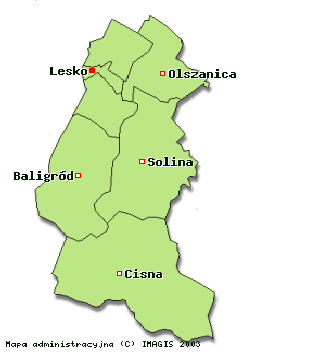 Lesko
Olszanica
Solina
Baligród
Cisna
Mapa administracyjna (C) IMAGIS 2003